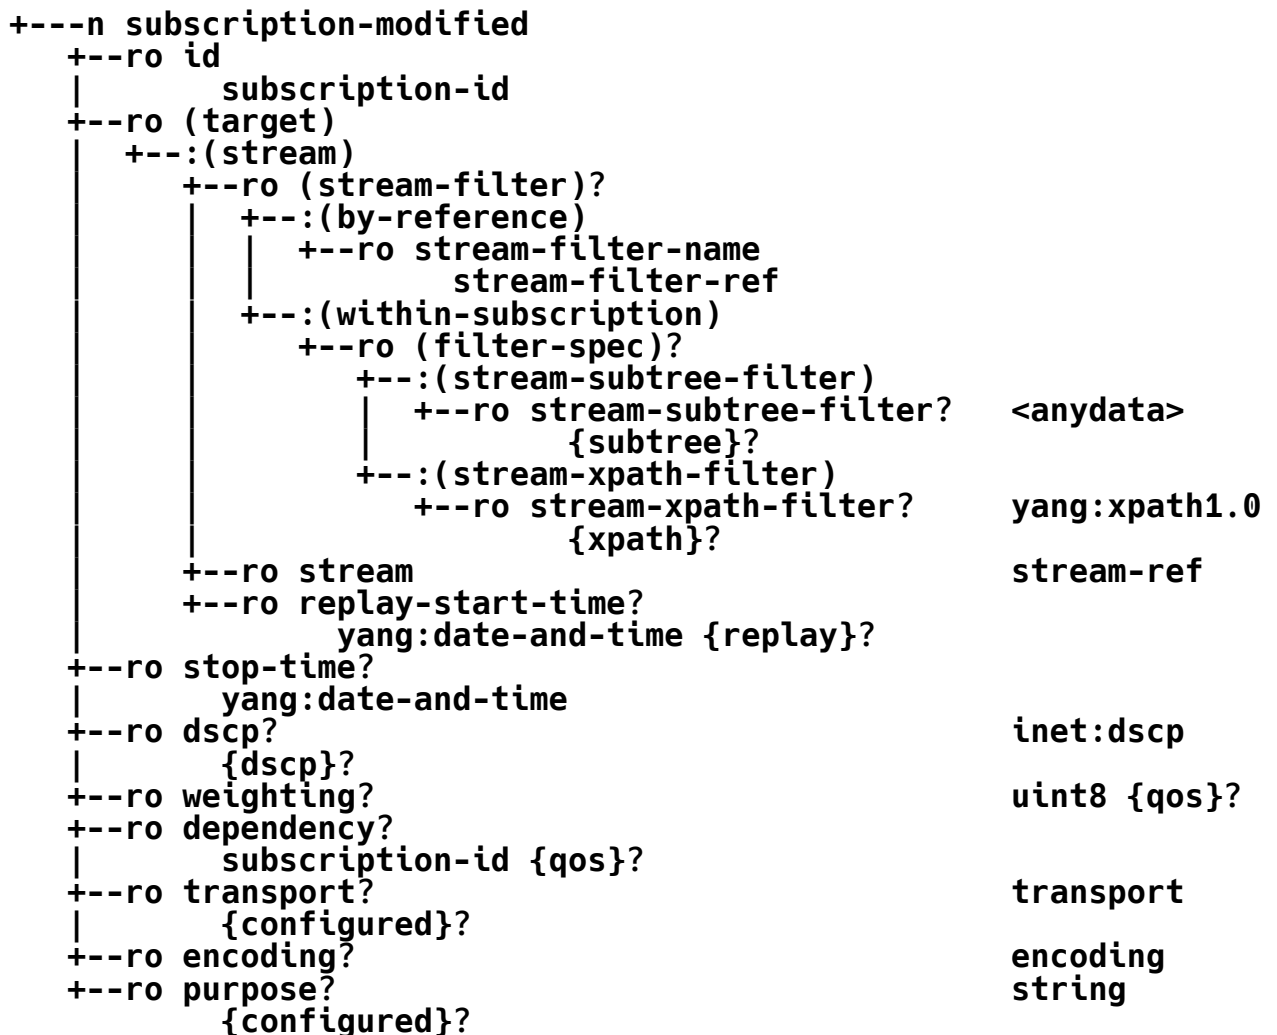 +---n subscription-modified
   +--ro id
   |       subscription-id
   +--ro (target)
   |  +--:(stream)
   |     +--ro (stream-filter)?
   |     |  +--:(by-reference)
   |     |  |  +--ro stream-filter-name
   |     |  |          stream-filter-ref
   |     |  +--:(within-subscription)
   |     |     +--ro (filter-spec)?
   |     |        +--:(stream-subtree-filter)
   |     |        |  +--ro stream-subtree-filter?   <anydata>
   |     |        |          {subtree}?
   |     |        +--:(stream-xpath-filter)
   |     |           +--ro stream-xpath-filter?     yang:xpath1.0
   |     |                   {xpath}?
   |     +--ro stream                               stream-ref
   |     +--ro replay-start-time?
   |             yang:date-and-time {replay}?
   +--ro stop-time?
   |       yang:date-and-time
   +--ro dscp?                                      inet:dscp
   |       {dscp}?
   +--ro weighting?                                 uint8 {qos}?
   +--ro dependency?
   |       subscription-id {qos}?
   +--ro transport?                                 transport
   |       {configured}?
   +--ro encoding?                                  encoding
   +--ro purpose?                                   string
           {configured}?